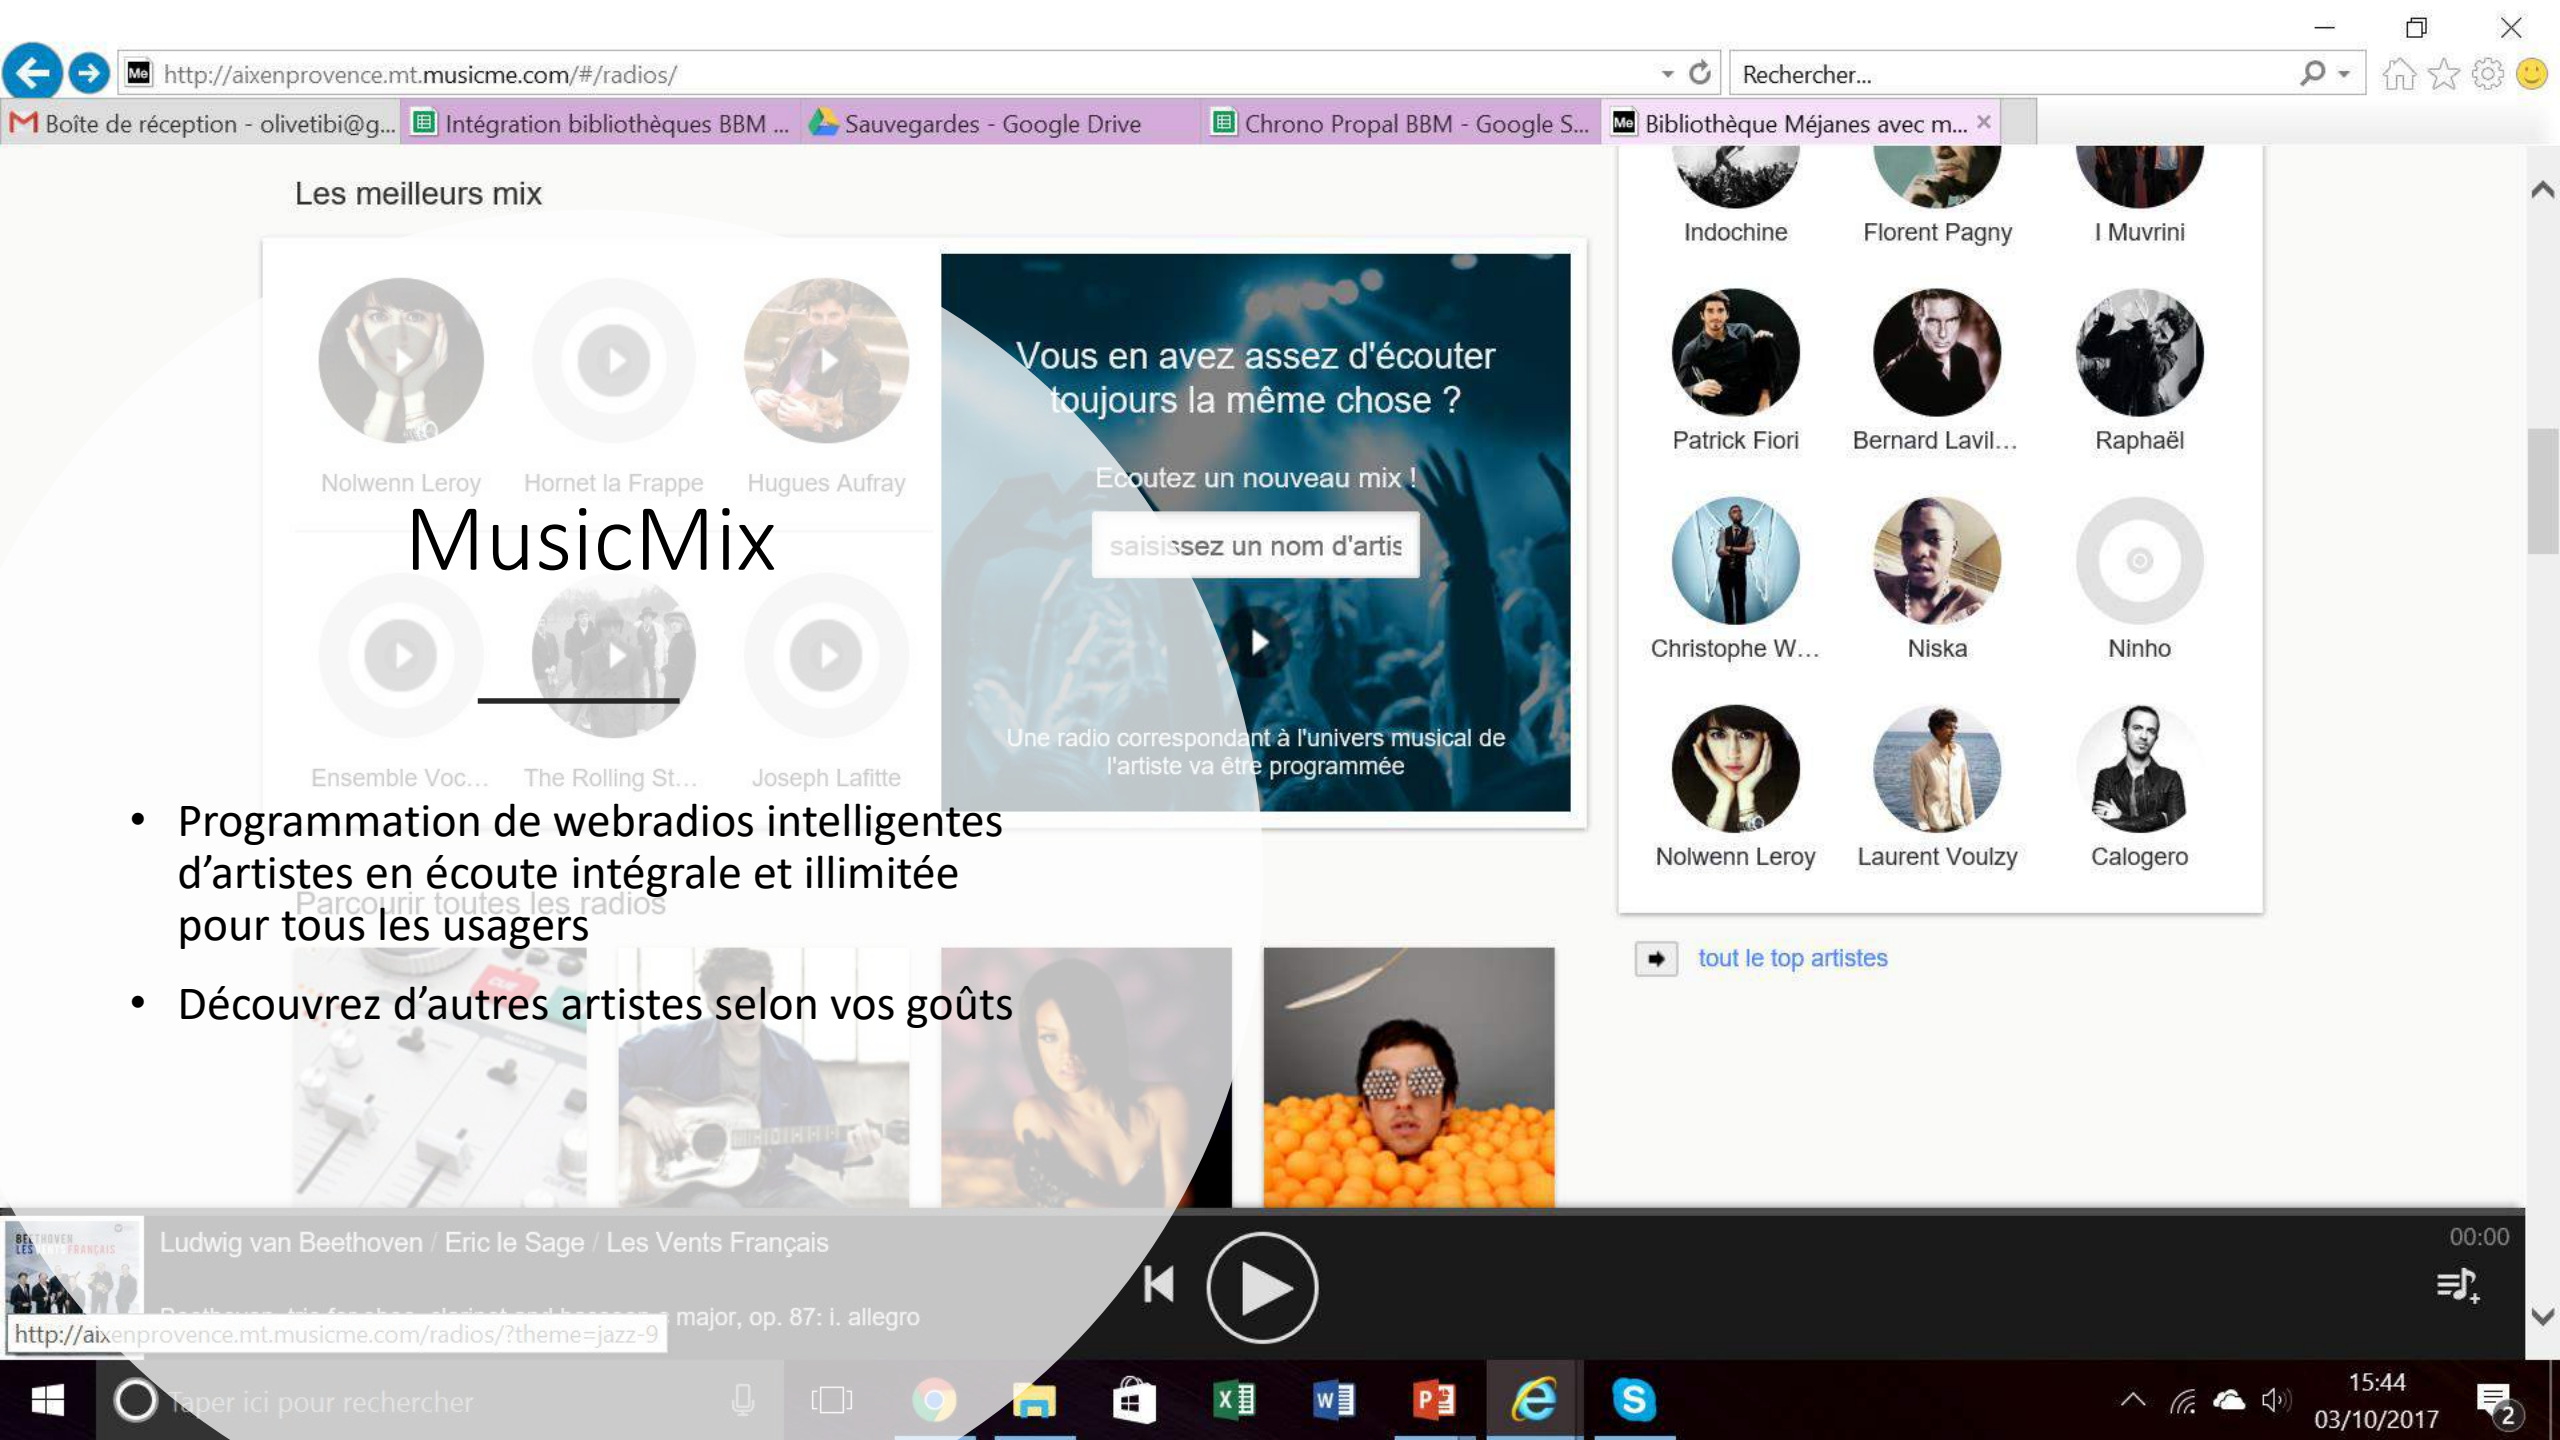 http://aixenprovence.mt.musicme.com/#/radios/
Rechercher...
Boîte de réception - olivetibi@g...
Intégration bibliothèques BBM ...
Sauvegardes - Google Drive
Chrono Propal BBM - Google S...
Me Bibliothèque Méjanes avec m...
Les meilleurs mix
Nolwenn Leroy
Hornet la Frappe
Hugues Aufray
MusicMix
Ensemble Voc...
The Rolling St...
Joseph Lafitte
Vous en avez assez d'écouter
toujours la même chose ?
Ecoutez un nouveau mix !
saisissez un nom d'artis
Une radio correspondant à l'univers musical de
l'artiste va être programmée
Indochine
Florent Pagny
I Muvrini
Patrick Fiori
Bernard Lavil...
Raphaël
Christophe W...
Niska
Ninho
Nolwenn Leroy
Laurent Voulzy
Calogero
tout le top artistes
• Programmation de webradios intelligentes
d’artistes en écoute intégrale et illimitée
pour tous les usagers
• Découvrez d’autres artistes selon vos goûts
Parcourir toutes les radios
CUE
BEETHOVEN
LES VENTS FRANÇAIS
Ludwig van Beethoven / Eric le Sage / Les Vents Français
major, op. 87: i. allegro
http://aixenprovence.mt.musicme.com/radios/?theme=jazz-9
00:00
Taper ici pour rechercher
15:44
03/10/2017
2